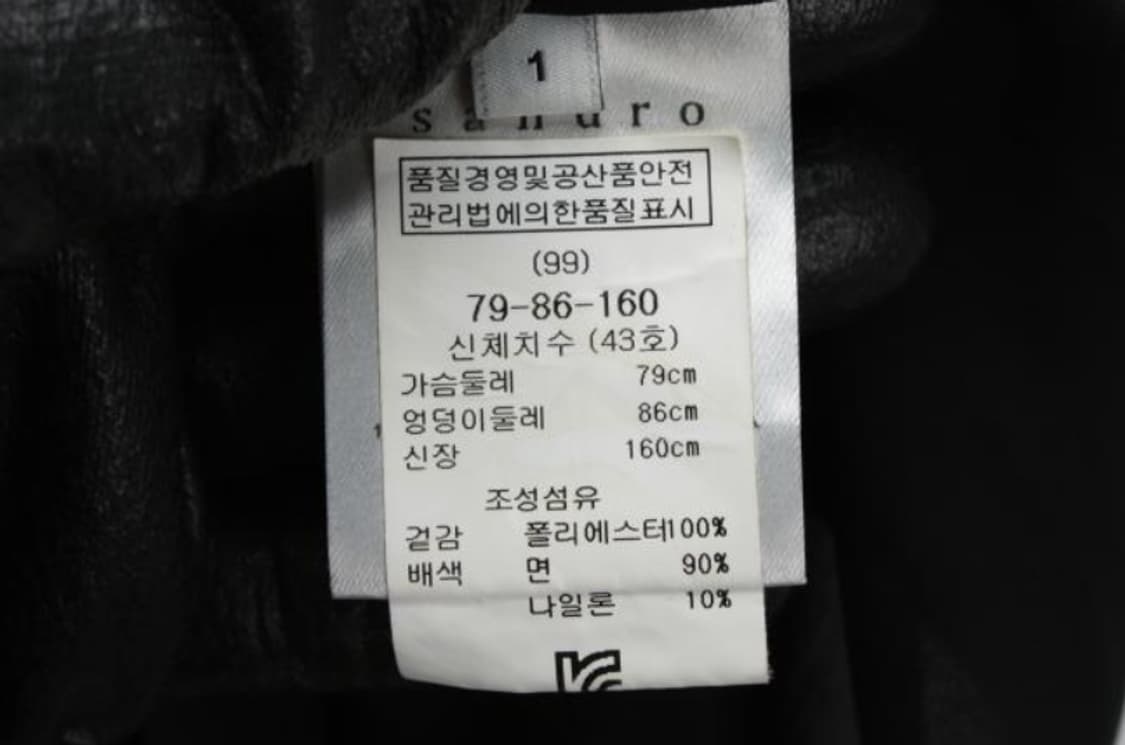 1
sandro
품질경영및공산품안전
관리법에의한품질표시
(99)
79-86-160
신체치수 (43호)
가슴둘레 79cm
엉덩이둘레 86cm
신장 160cm
조성섬유
겉감 폴리에스터100%
배색 면 90%
나일론 10%